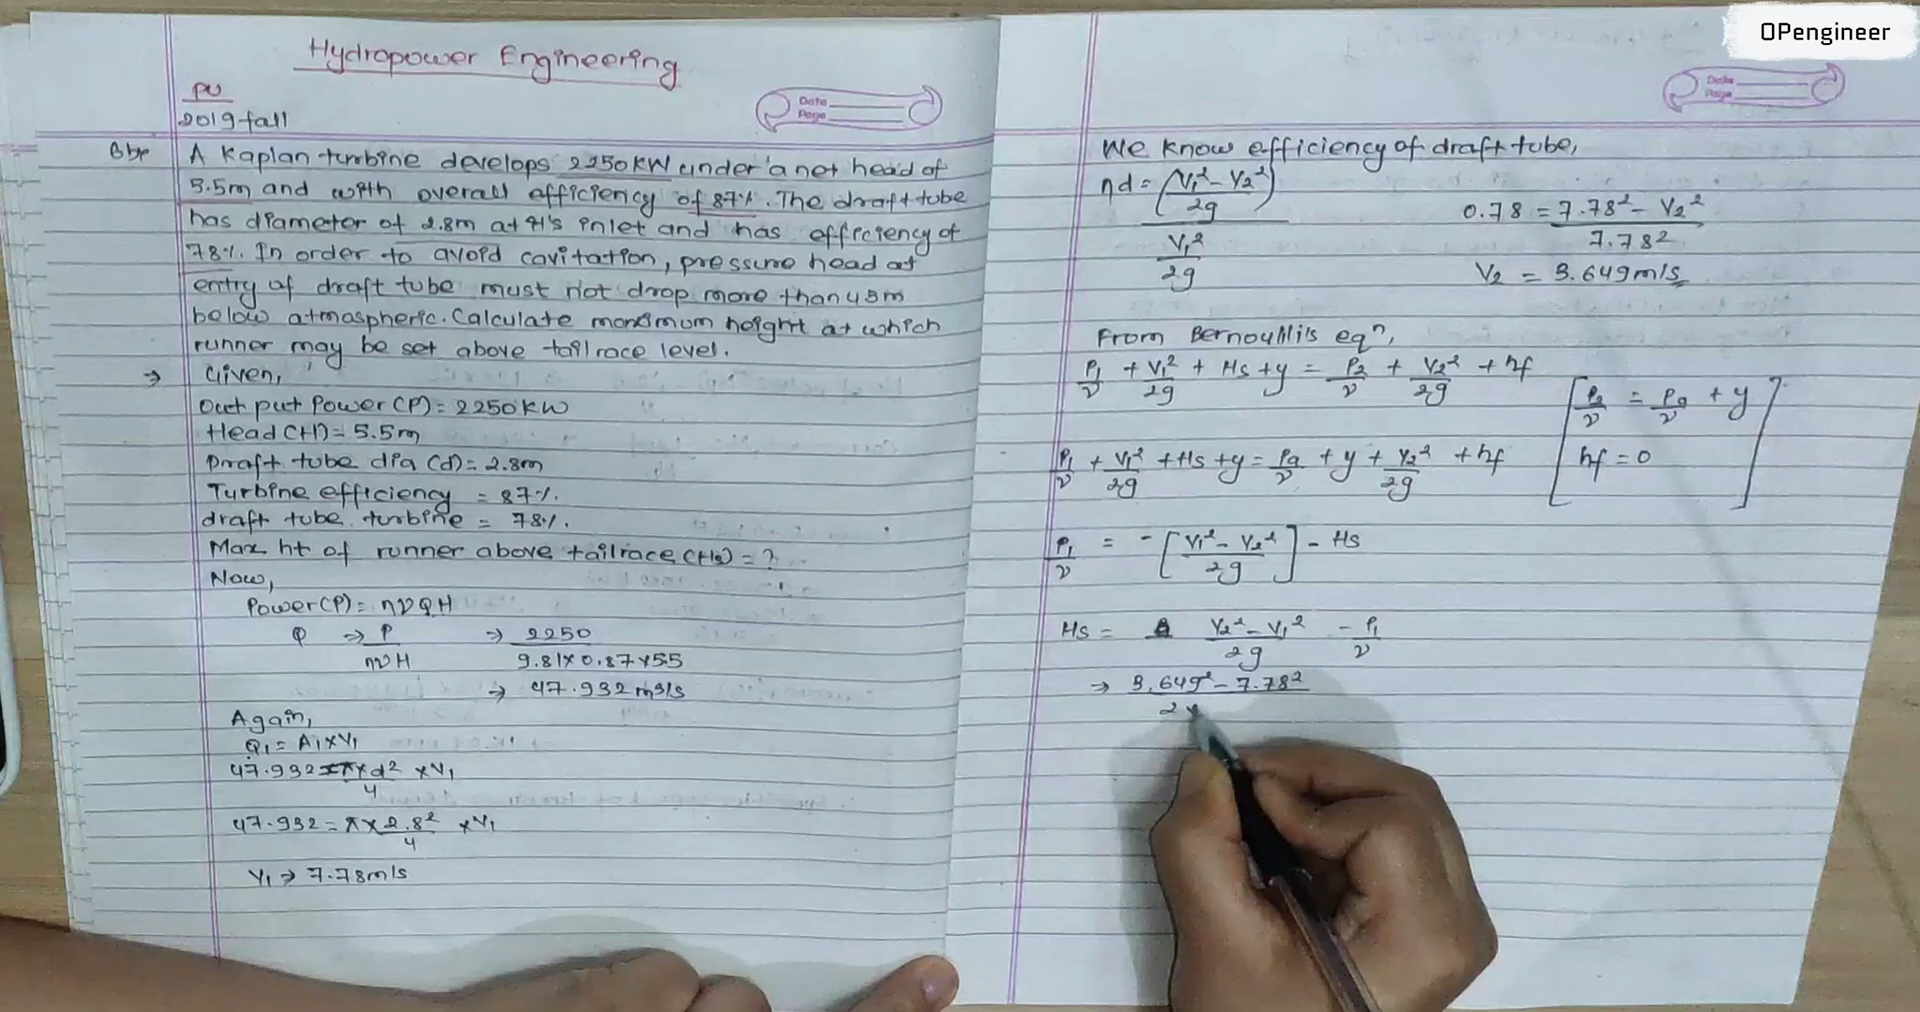 OPengineer
Hydropower Engineering
PU
2019 fall
Date
Page
A Kaplan turbine develops 2250KW under a net head of
5.5m and with overall efficiency of 87%. The draft tube
has diameter of 2.8m at it's inlet and has efficiency of
78%. In order to avoid cavitation, pressure head at
entry of draft tube must not drop more than 4.5m
below atmospheric. Calculate maximum height at which
runner may be set above tailrace level.
⇒ Given,
Out put Power (P) = 2250KW
Head (H) = 5.5m
Draft tube dia (d) = 2.8m
Turbine efficiency = 87%.
draft tube turbine = 78%.
Max ht of runner above tailrace (Hs) = ?
Now,
Power (P) = ηγQH
Q ⇒ P/ηγH ⇒ 2250/9.81×0.87×5.5
⇒ 47.932 m3/s
Again,
Q1 = A1×V1
47.932 = π×d²/4 ×V1
47.932 = π×2.8²/4 ×V1
V1 ⇒ 7.78m/s
Date
Page
We know efficiency of draft tube,
ηd = (V1²-V2²/2g)/(V1²/2g)
0.78 = 7.78² - V2²/7.78²
V2 = 3.649m/s
From Bernoulli's eqⁿ,
P1/γ + V1²/2g + Hs + y = P2/γ + V2²/2g + hf
[P2/γ = Pa/γ + y
hf = 0]
P1/γ + V1²/2g + Hs + y = Pa/γ + y + V2²/2g + hf
P1/γ = - [V1² - V2²/2g] - Hs
Hs = V2² - V1²/2g - P1/γ
⇒ 3.649² - 7.78²
2